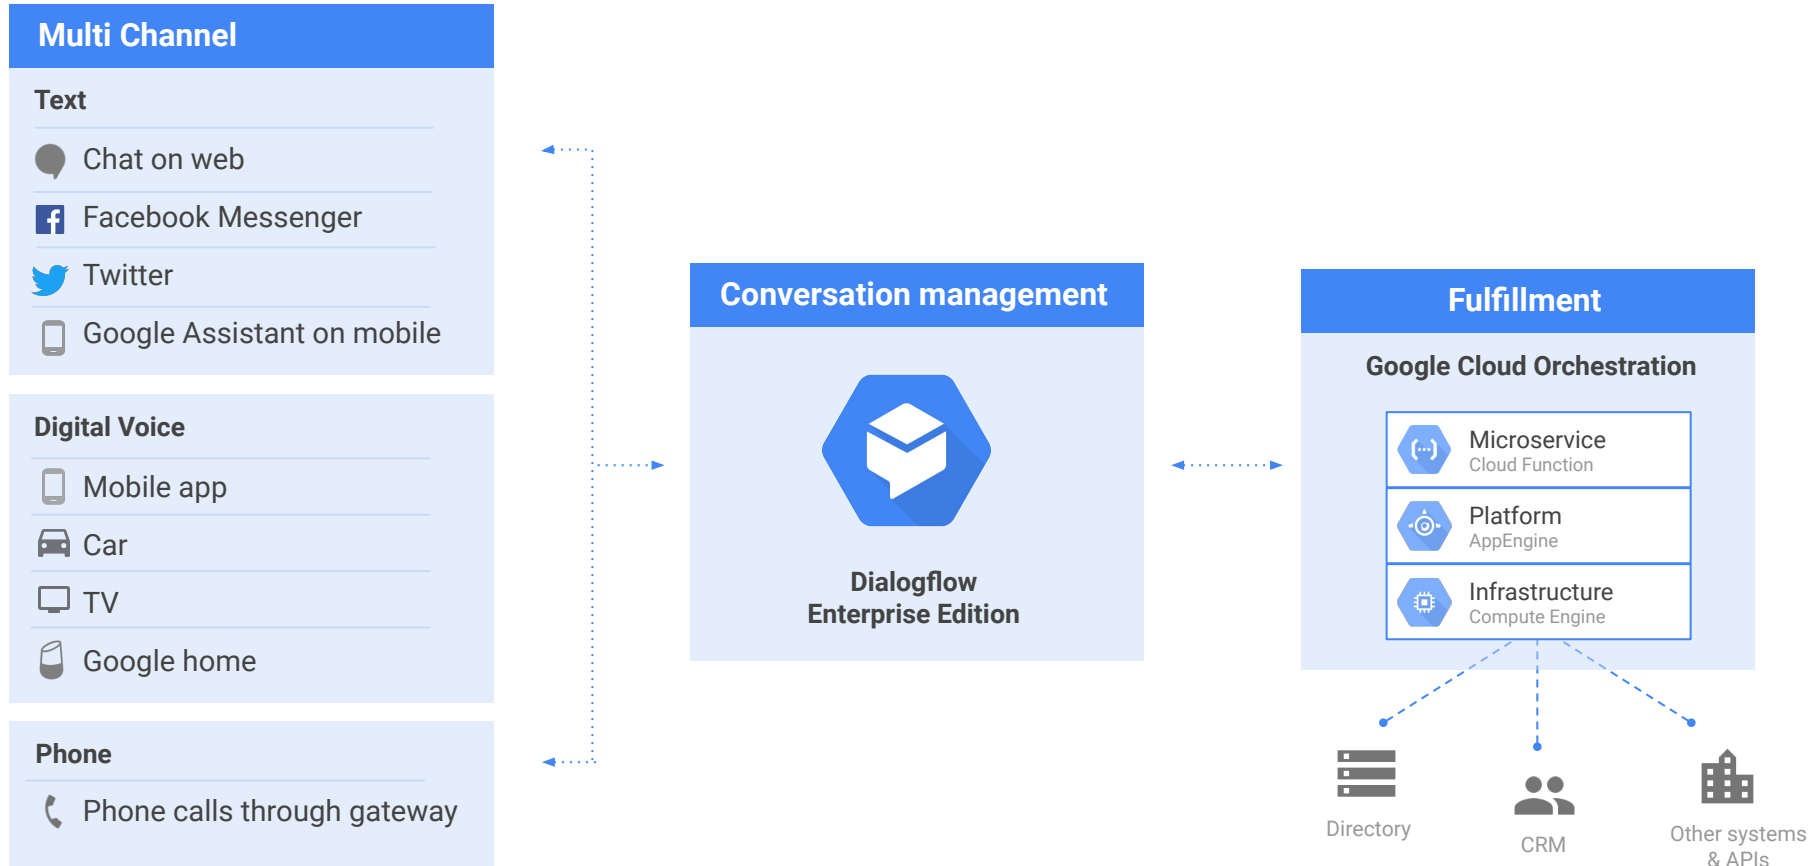 Multi Channel
Text
Chat on web
Facebook Messenger
Twitter
Google Assistant on mobile
Digital Voice
Mobile app
Car
TV
Google home
Phone
Phone calls through gateway
Conversation management
Dialogflow
Enterprise Edition
Fulfillment
Google Cloud Orchestration
Microservice
Cloud Function
Platform
AppEngine
Infrastructure
Compute Engine
Directory
CRM
Other systems
& APIs